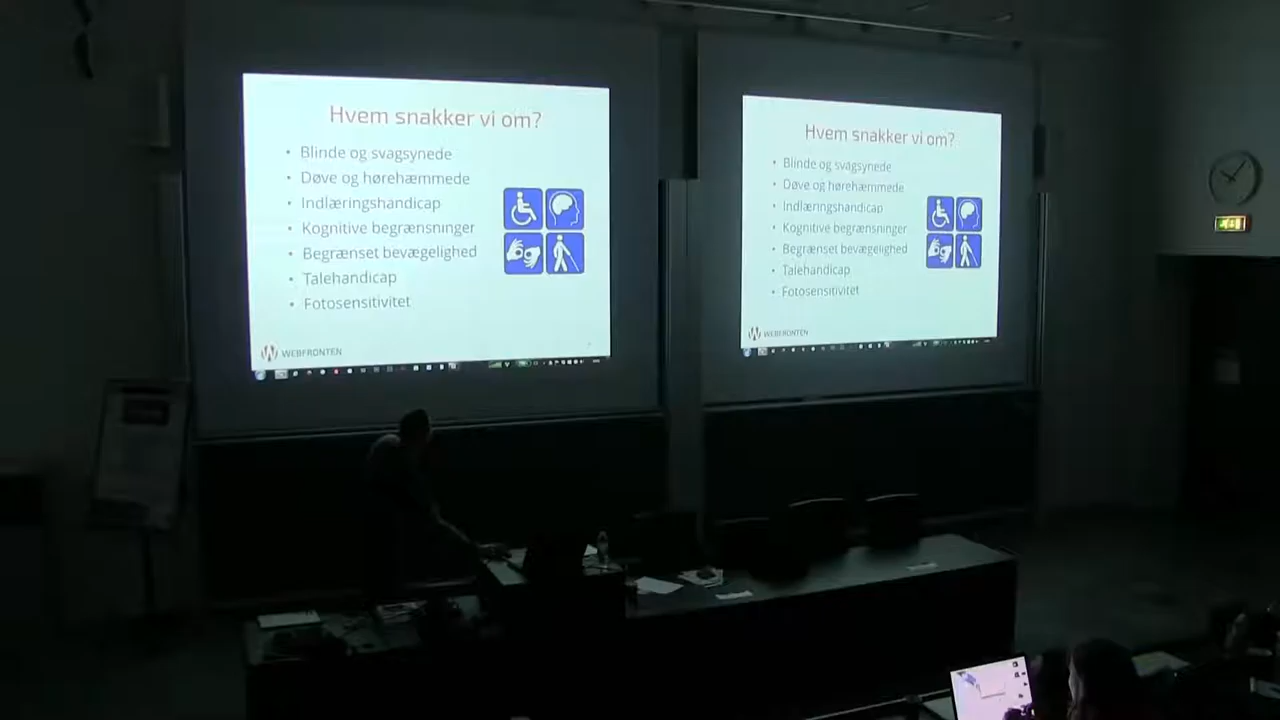 Hvem snakker vi om?
• Blinde og svagsynede
• Døve og hørehæmmede
• Indlæringshandicap
• Kognitive begrænsninger
• Begrænset bevægelighed
• Talehandicap
• Fotosensitivitet
WEBFRONTEN
Hvem snakker vi om?
• Blinde og svagsynede
• Døve og hørehæmmede
• Indlæringshandicap
• Kognitive begrænsninger
• Begrænset bevægelighed
• Talehandicap
• Fotosensitivitet
WEBFRONTEN